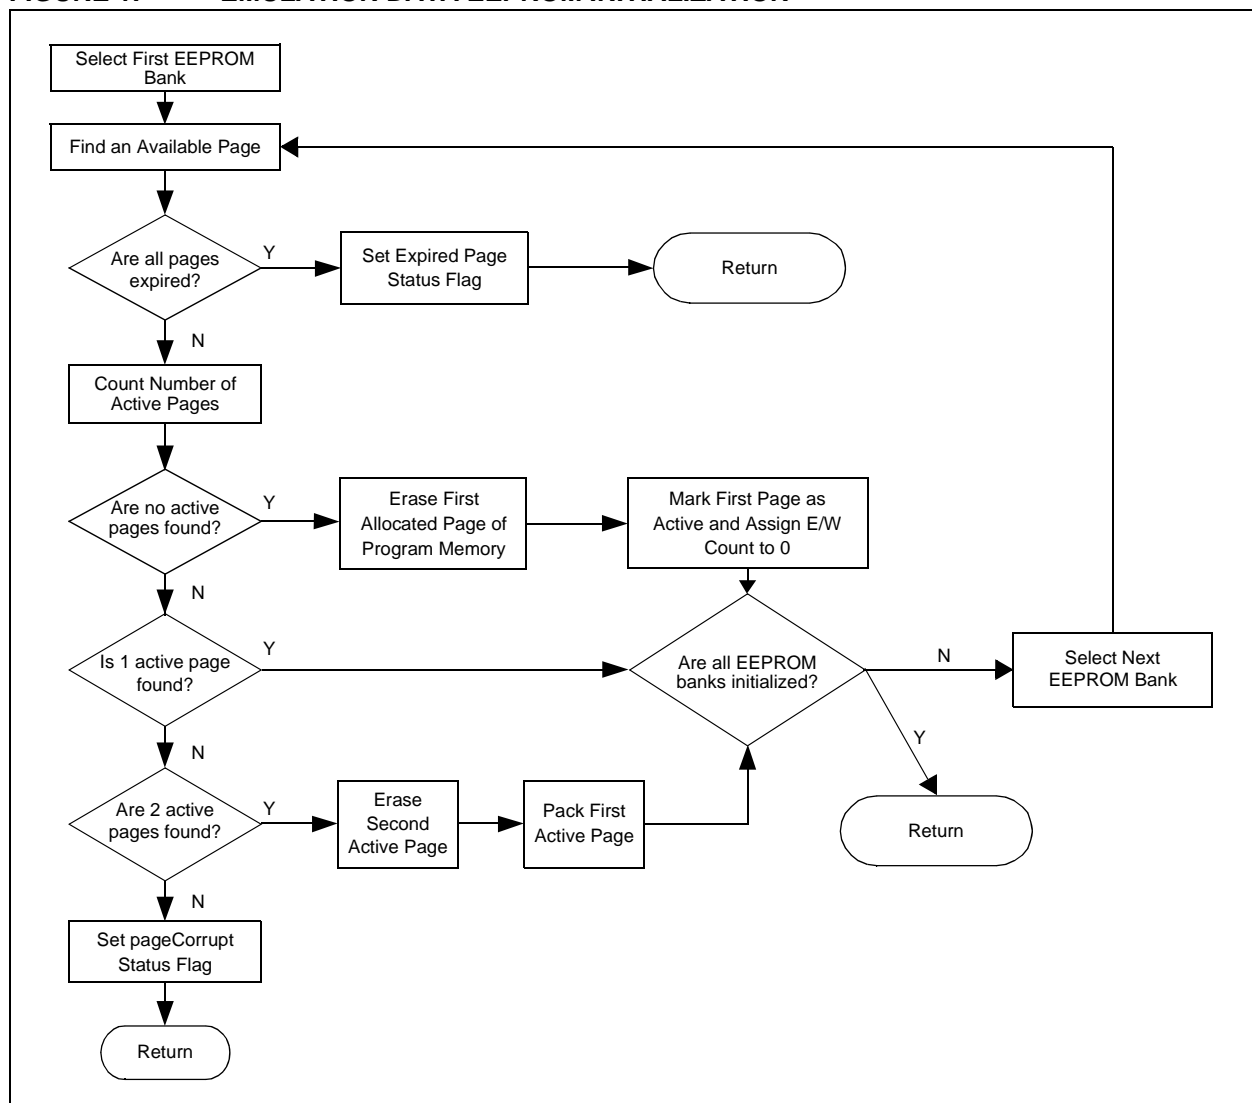 Select First EEPROM
Bank
Find an Available Page
Are all pages
expired?
Y
Set Expired Page
Status Flag
Return
N
Count Number of
Active Pages
Are no active
pages found?
Y
Erase First
Allocated Page of
Program Memory
Mark First Page as
Active and Assign E/W
Count to 0
N
Is 1 active page
found?
Y
Are all EEPROM
banks initialized?
N
Select Next
EEPROM Bank
Y
Return
N
Are 2 active
pages found?
Y
Erase
Second
Active Page
Pack First
Active Page
N
Set pageCorrupt
Status Flag
Return